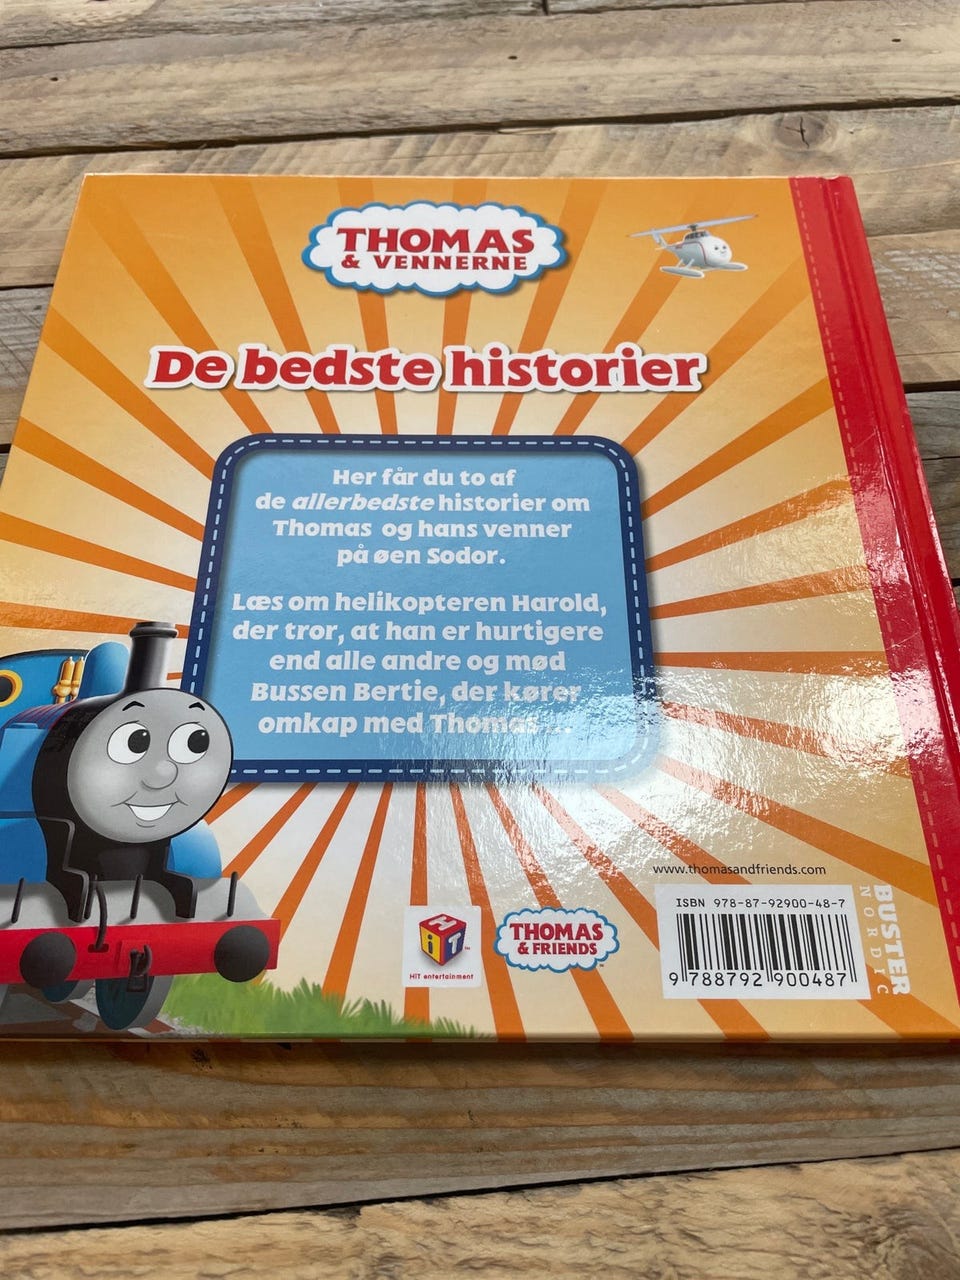 THOMAS
& VENNERNE
De bedste historier
Her får du to af
de allerbedste historier om
Thomas og hans venner
på øen Sodor.
Læs om helikopteren Harold,
der tror, at han er hurtigere
end alle andre og mød
Bussen Bertie, der kører
omkap med Thomas ...
www.thomasandfriends.com
ISBN 978-87-92900-48-7
9 788792 900487
BUSTER
NORDIC
HiT
HiT entertainment
THOMAS
& FRIENDS